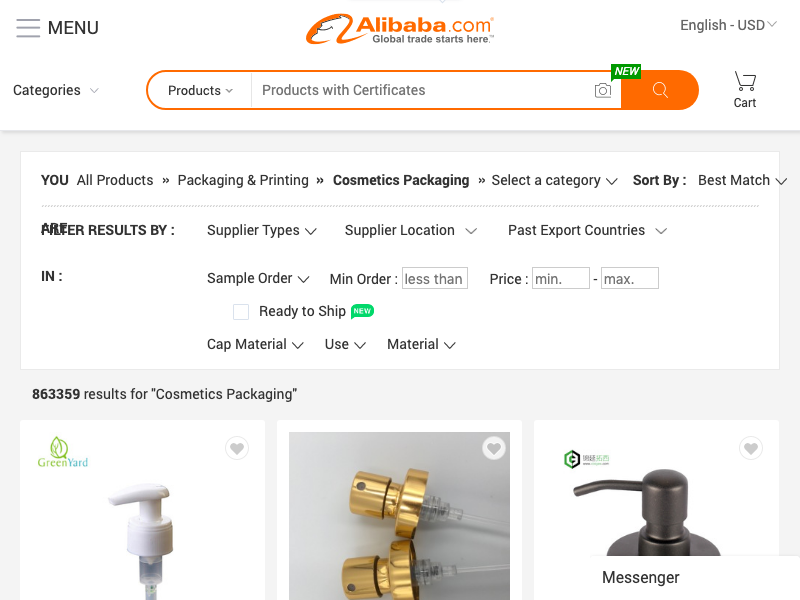 MENU
Alibaba.com
Global trade starts here.™
English - USD
Categories
Products
Products with Certificates
NEW
Cart
YOU All Products » Packaging & Printing » Cosmetics Packaging » Select a category Sort By : Best Match
ARE
FILTER RESULTS BY : Supplier Types Supplier Location Past Export Countries
IN :
Sample Order Min Order : less than Price : min. - max.
Ready to Ship NEW
Cap Material Use Material
863359 results for "Cosmetics Packaging"
GreenYard
Messenger